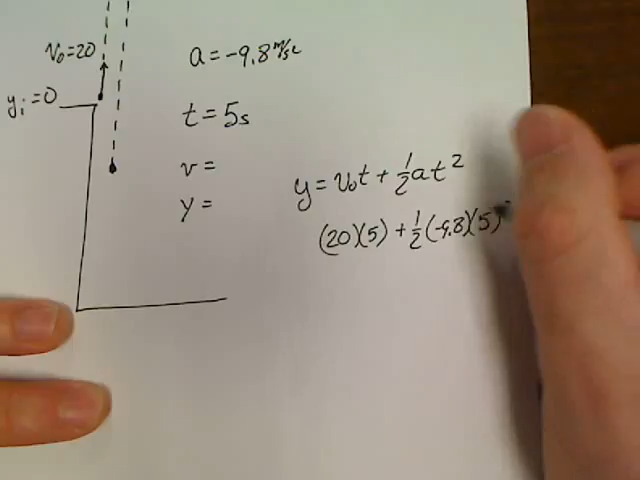 V₀=20
a=-9.8 m/s²
yᵢ=0
t=5s
v=
y=
y=v₀t+½at²
(20)(5)+½(-9.8)(5)